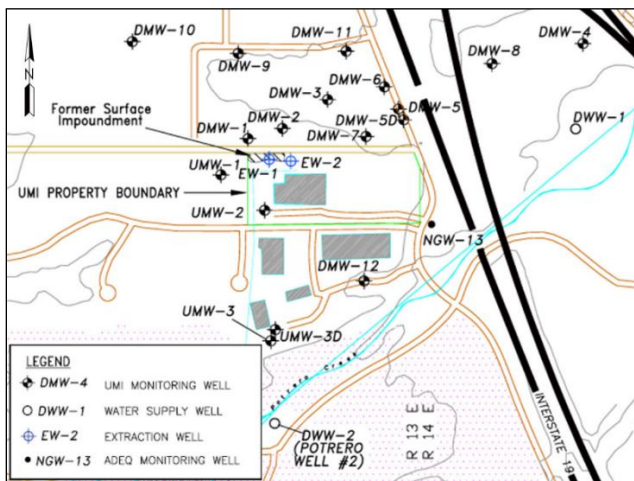 DMW-10
DMW-11
DMW-4
DMW-9
DMW-8
N
DMW-6
DMW-3
DMW-5
Former Surface
Impoundment
DMW-2
DMW-5D
DWW-1
DMW-1
DMW-7
UMW-1
EW-1
EW-2
UMI PROPERTY BOUNDARY
UMW-2
NGW-13
DMW-12
UMW-3
UMW-3D
Potrero Creek
LEGEND
DMW-4 UMI MONITORING WELL
DWW-1 WATER SUPPLY WELL
EW-2 EXTRACTION WELL
NGW-13 ADEQ MONITORING WELL
DWW-2
(POTRERO
WELL #2)
R 13 E
R 14 E
INTERSTATE 19